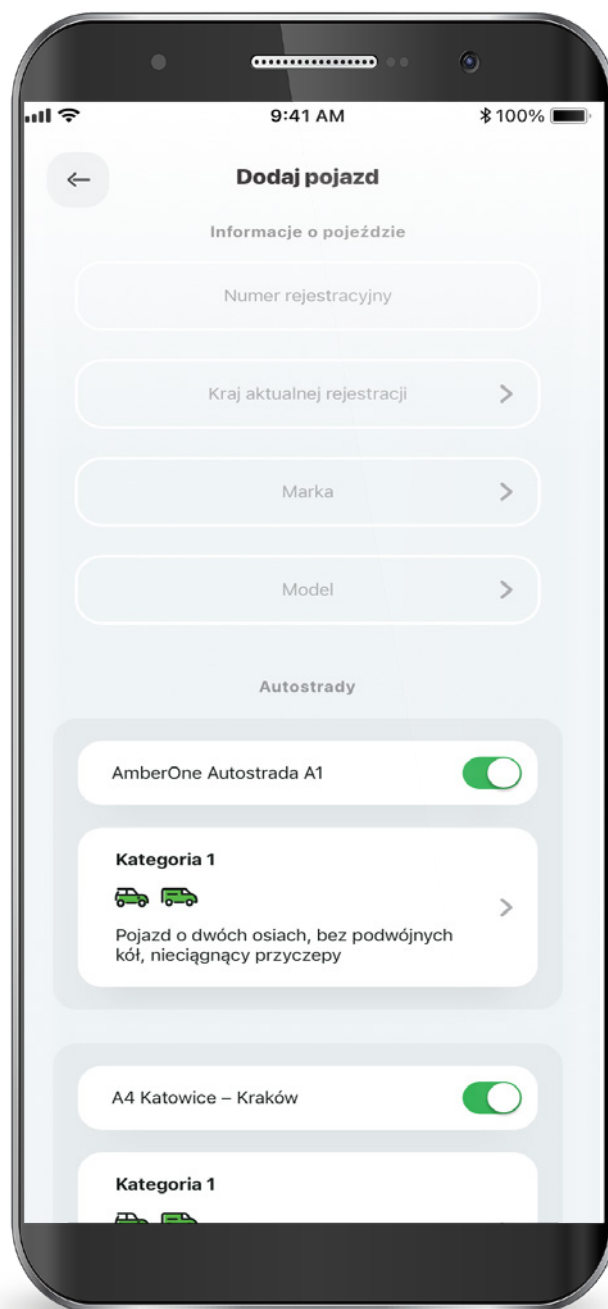 9:41 AM
100%
Dodaj pojazd
Informacje o pojeździe
Numer rejestracyjny
Kraj aktualnej rejestracji
Marka
Model
Autostrady
AmberOne Autostrada A1
Kategoria 1
Pojazd o dwóch osiach, bez podwójnych
kół, nieciągnący przyczepy
A4 Katowice – Kraków
Kategoria 1